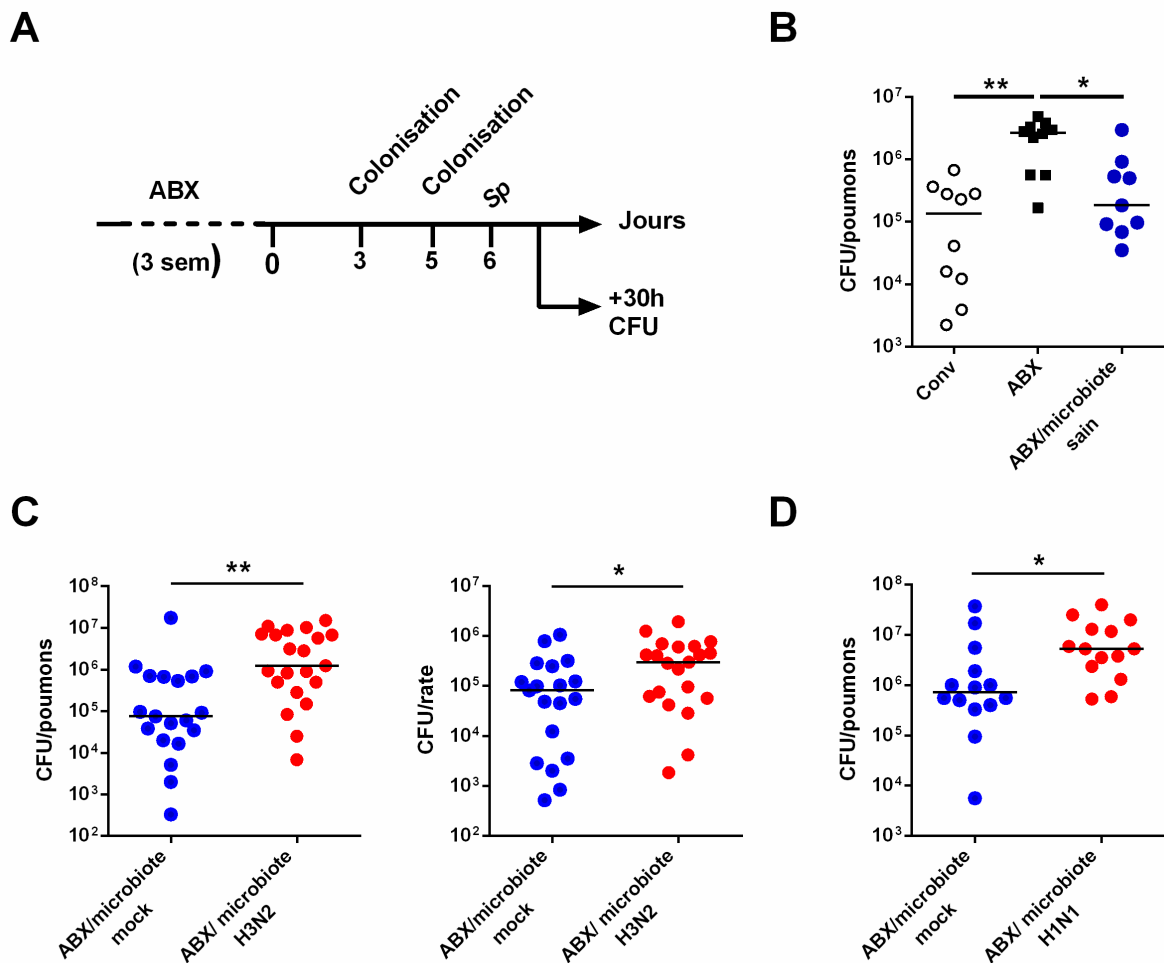 A
ABX
(3 sem)
Colonisation
Colonisation
Sp
Jours
0
3
5
6
+30h
CFU
B
** *
CFU/poumons
10⁷
10⁶
10⁵
10⁴
10³
Conv
ABX
ABX/microbiote
sain
C
**
CFU/poumons
10⁸
10⁷
10⁶
10⁵
10⁴
10³
10²
ABX/microbiote
mock
ABX/ microbiote
H3N2
*
CFU/rate
10⁷
10⁶
10⁵
10⁴
10³
10²
ABX/microbiote
mock
ABX/ microbiote
H3N2
D
*
CFU/poumons
10⁸
10⁷
10⁶
10⁵
10⁴
10³
ABX/microbiote
mock
ABX/ microbiote
H1N1